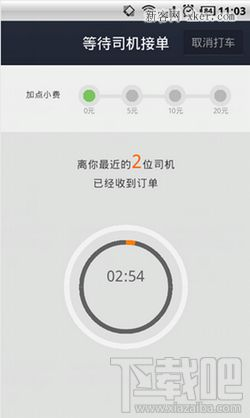 新客网-xker.com
11:03
等待司机接单
取消打车
加点小费
0元 5元 10元 20元
离你最近的2位司机
已经收到订单
02:54
下载吧
www.xiazaiba.com